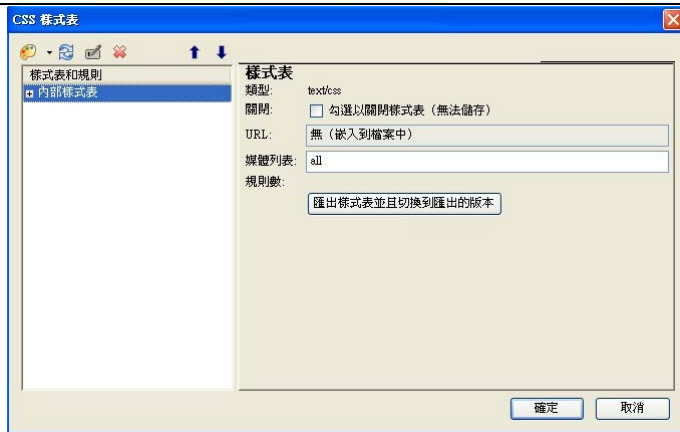 CSS 樣式表
樣式表和規則
內部樣式表
樣式表
類型: text/css
關閉: 勾選以關閉樣式表（無法儲存）
URL: 無（嵌入到檔案中）
媒體列表: all
規則數:
匯出樣式表並且切換到匯出的版本
確定 取消